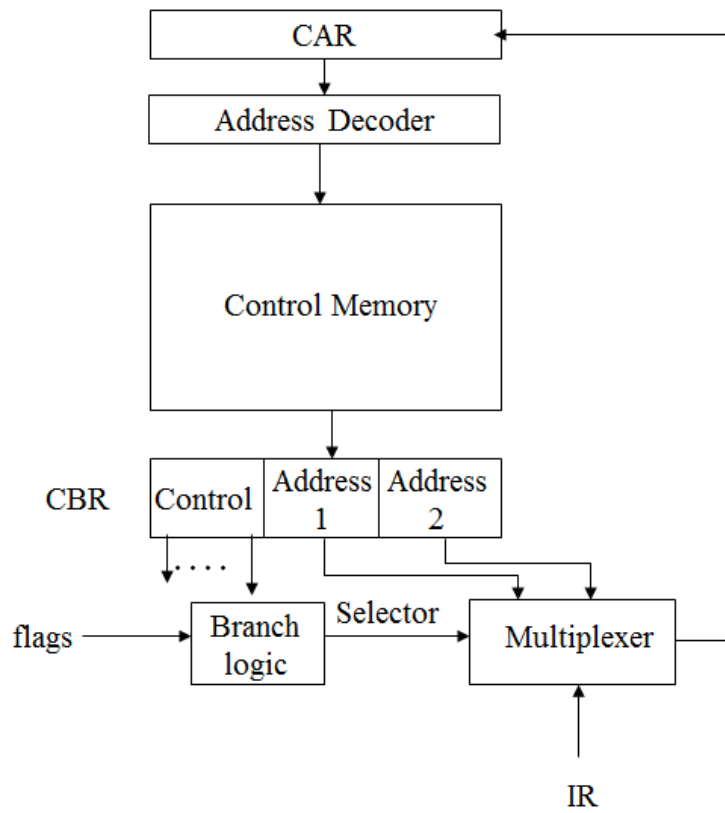 CAR
Address Decoder
Control Memory
CBR
Control
Address
1
Address
2
. . . .
flags
Branch
logic
Selector
Multiplexer
IR